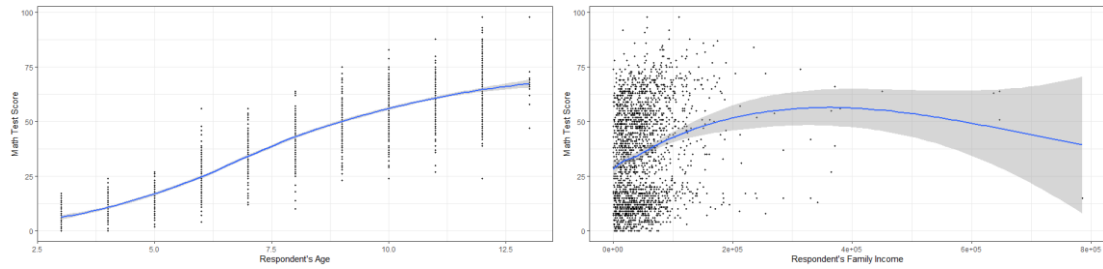 100
75
50
25
0
Math Test Score
2.5
5.0
7.5
10.0
12.5
Respondent's Age
100
75
50
25
0
Math Test Score
0e+00
2e+05
4e+05
6e+05
8e+05
Respondent's Family Income